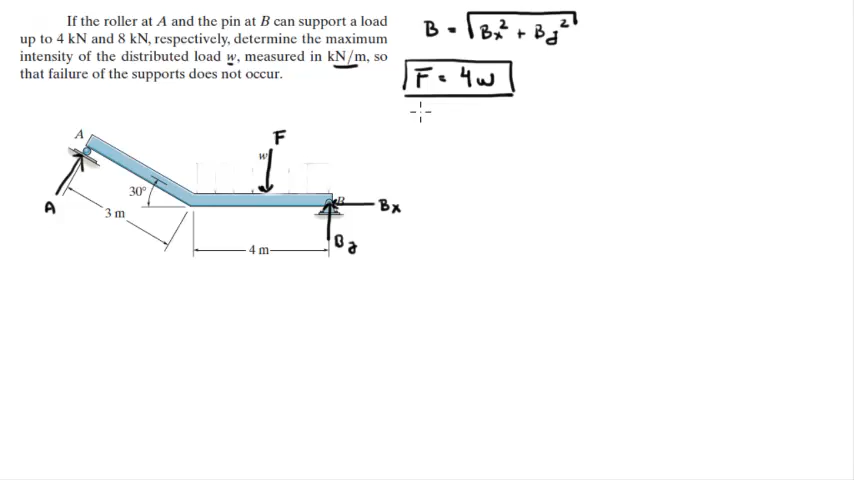 If the roller at A and the pin at B can support a load
up to 4 kN and 8 kN, respectively, determine the maximum
intensity of the distributed load w, measured in kN/m, so
that failure of the supports does not occur.
B = √Bx² + By²
F = 4w
A
F
w
30°
B
Bx
A
3 m
By
4 m